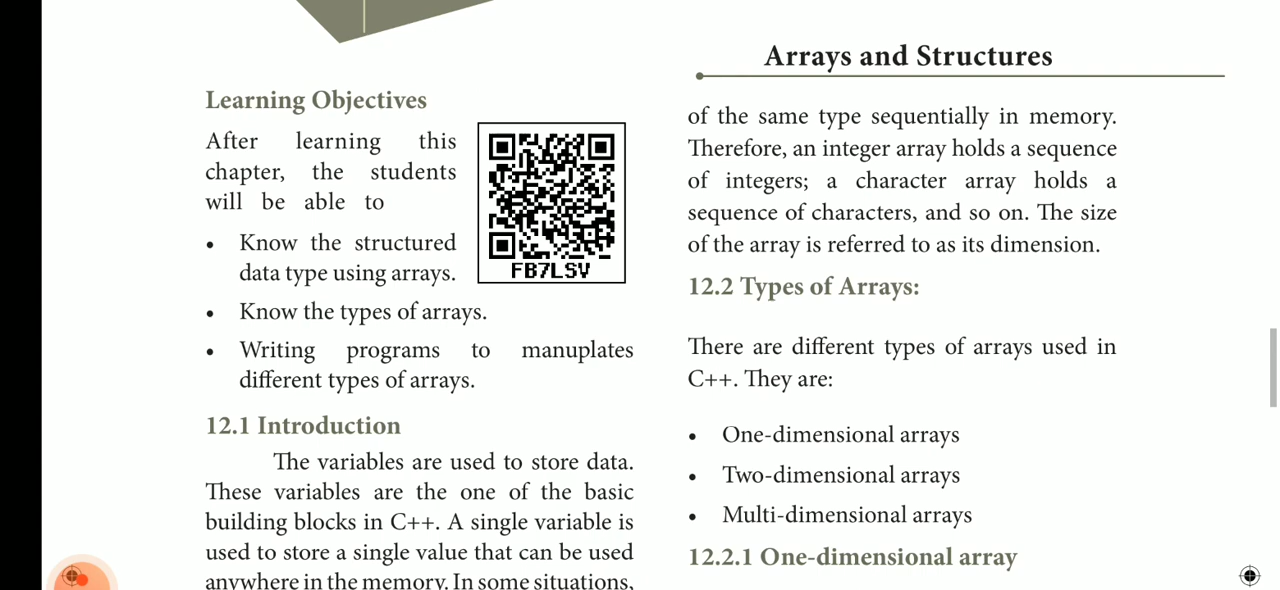 Arrays and Structures
Learning Objectives
After learning this
chapter, the students
will be able to
• Know the structured
data type using arrays.
• Know the types of arrays.
• Writing programs to manuplates
different types of arrays.
FB7LSV
12.1 Introduction
The variables are used to store data.
These variables are the one of the basic
building blocks in C++. A single variable is
used to store a single value that can be used
anywhere in the memory. In some situations,
of the same type sequentially in memory.
Therefore, an integer array holds a sequence
of integers; a character array holds a
sequence of characters, and so on. The size
of the array is referred to as its dimension.
12.2 Types of Arrays:
There are different types of arrays used in
C++. They are:
• One-dimensional arrays
• Two-dimensional arrays
• Multi-dimensional arrays
12.2.1 One-dimensional array